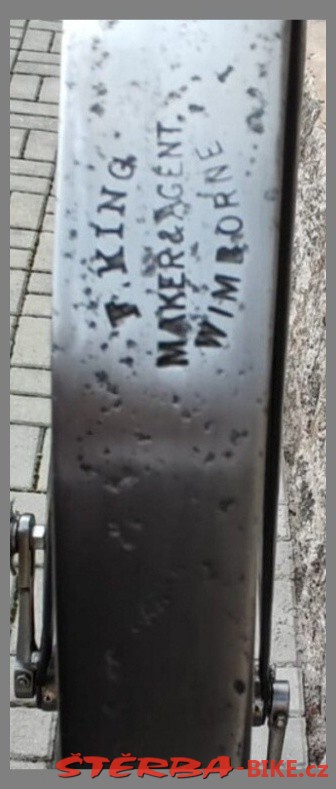 F. KING
MAKER & AGENT,
WIMBORNE
ŠTĚRBA-BIKE.cz